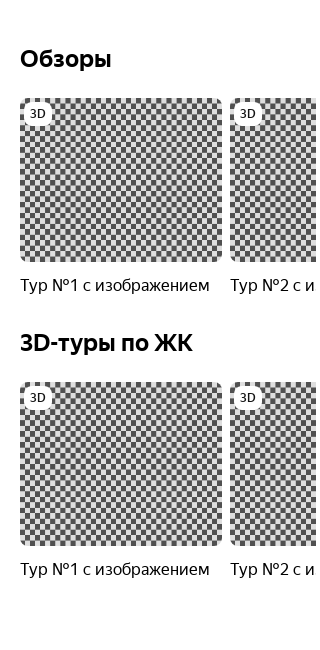 Обзоры
3D
3D
Тур №1 с изображением
Тур №2 с и
3D-туры по ЖК
3D
3D
Тур №1 с изображением
Тур №2 с и